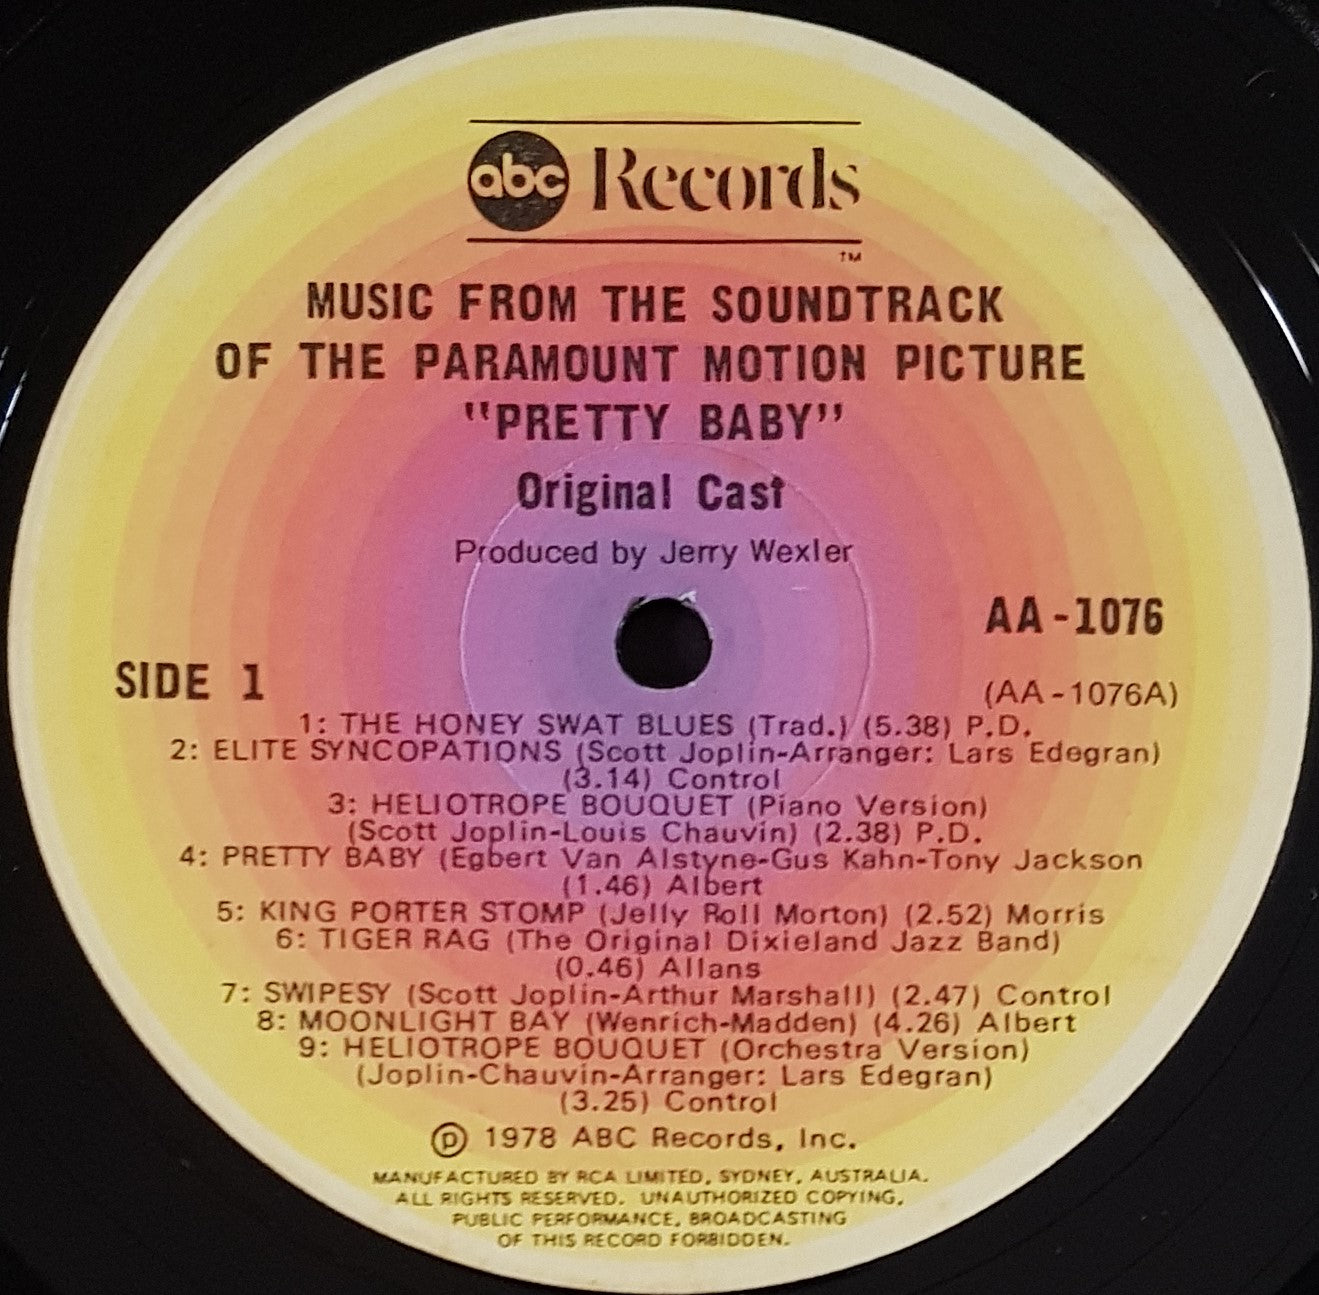 abc Records
TM
MUSIC FROM THE SOUNDTRACK
OF THE PARAMOUNT MOTION PICTURE
"PRETTY BABY"
Original Cast
Produced by Jerry Wexler
AA-1076
SIDE 1
(AA-1076A)
1: THE HONEY SWAT BLUES (Trad.) (5.38) P.D.
2: ELITE SYNCOPATIONS (Scott Joplin-Arranger: Lars Edegran)
(3.14) Control
3: HELIOTROPE BOUQUET (Piano Version)
(Scott Joplin-Louis Chauvin) (2.38) P.D.
4: PRETTY BABY (Egbert Van Alstyne-Gus Kahn-Tony Jackson
(1.46) Albert
5: KING PORTER STOMP (Jelly Roll Morton) (2.52) Morris
6: TIGER RAG (The Original Dixieland Jazz Band)
(0.46) Allans
7: SWIPESY (Scott Joplin-Arthur Marshall) (2.47) Control
8: MOONLIGHT BAY (Wenrich-Madden) (4.26) Albert
9: HELIOTROPE BOUQUET (Orchestra Version)
(Joplin-Chauvin-Arranger: Lars Edegran)
(3.25) Control
Ⓟ 1978 ABC Records, Inc.
MANUFACTURED BY RCA LIMITED, SYDNEY, AUSTRALIA.
ALL RIGHTS RESERVED. UNAUTHORIZED COPYING,
PUBLIC PERFORMANCE, BROADCASTING
OF THIS RECORD FORBIDDEN.